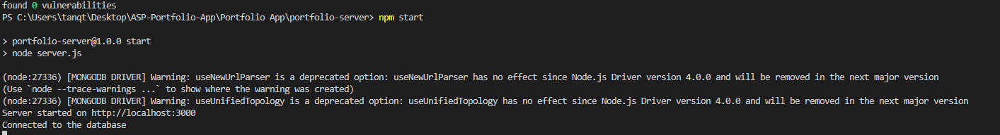 found 0 vulnerabilities
PS C:\Users\tanqt\Desktop\ASP-Portfolio-App\Portfolio App\portfolio-server> npm start
> portfolio-server@1.0.0 start
> node server.js
(node:27336) [MONGODB DRIVER] Warning: useNewUrlParser is a deprecated option: useNewUrlParser has no effect since Node.js Driver version 4.0.0 and will be removed in the next major version
(Use `node --trace-warnings ...` to show where the warning was created)
(node:27336) [MONGODB DRIVER] Warning: useUnifiedTopology is a deprecated option: useUnifiedTopology has no effect since Node.js Driver version 4.0.0 and will be removed in the next major version
Server started on http://localhost:3000
Connected to the database